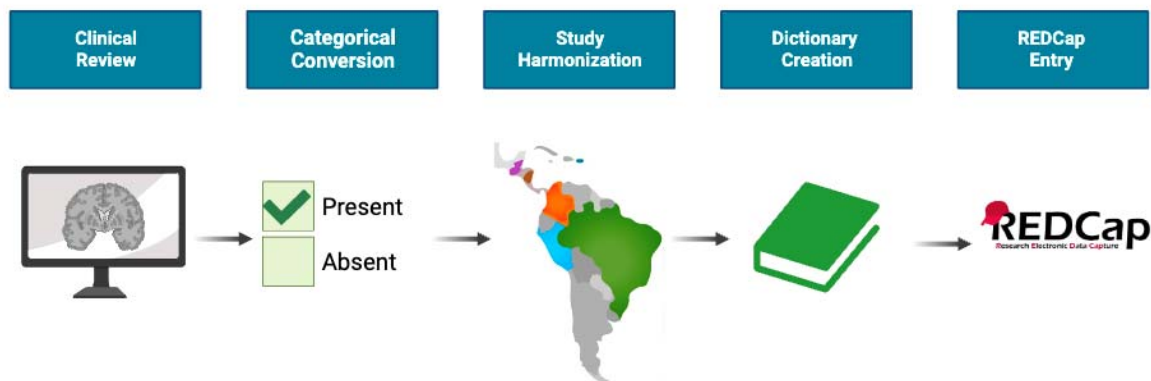 Clinical
Review
Categorical
Conversion
Study
Harmonization
Dictionary
Creation
REDCap
Entry
Present
Absent
REDCap
Research Electronic Data Capture